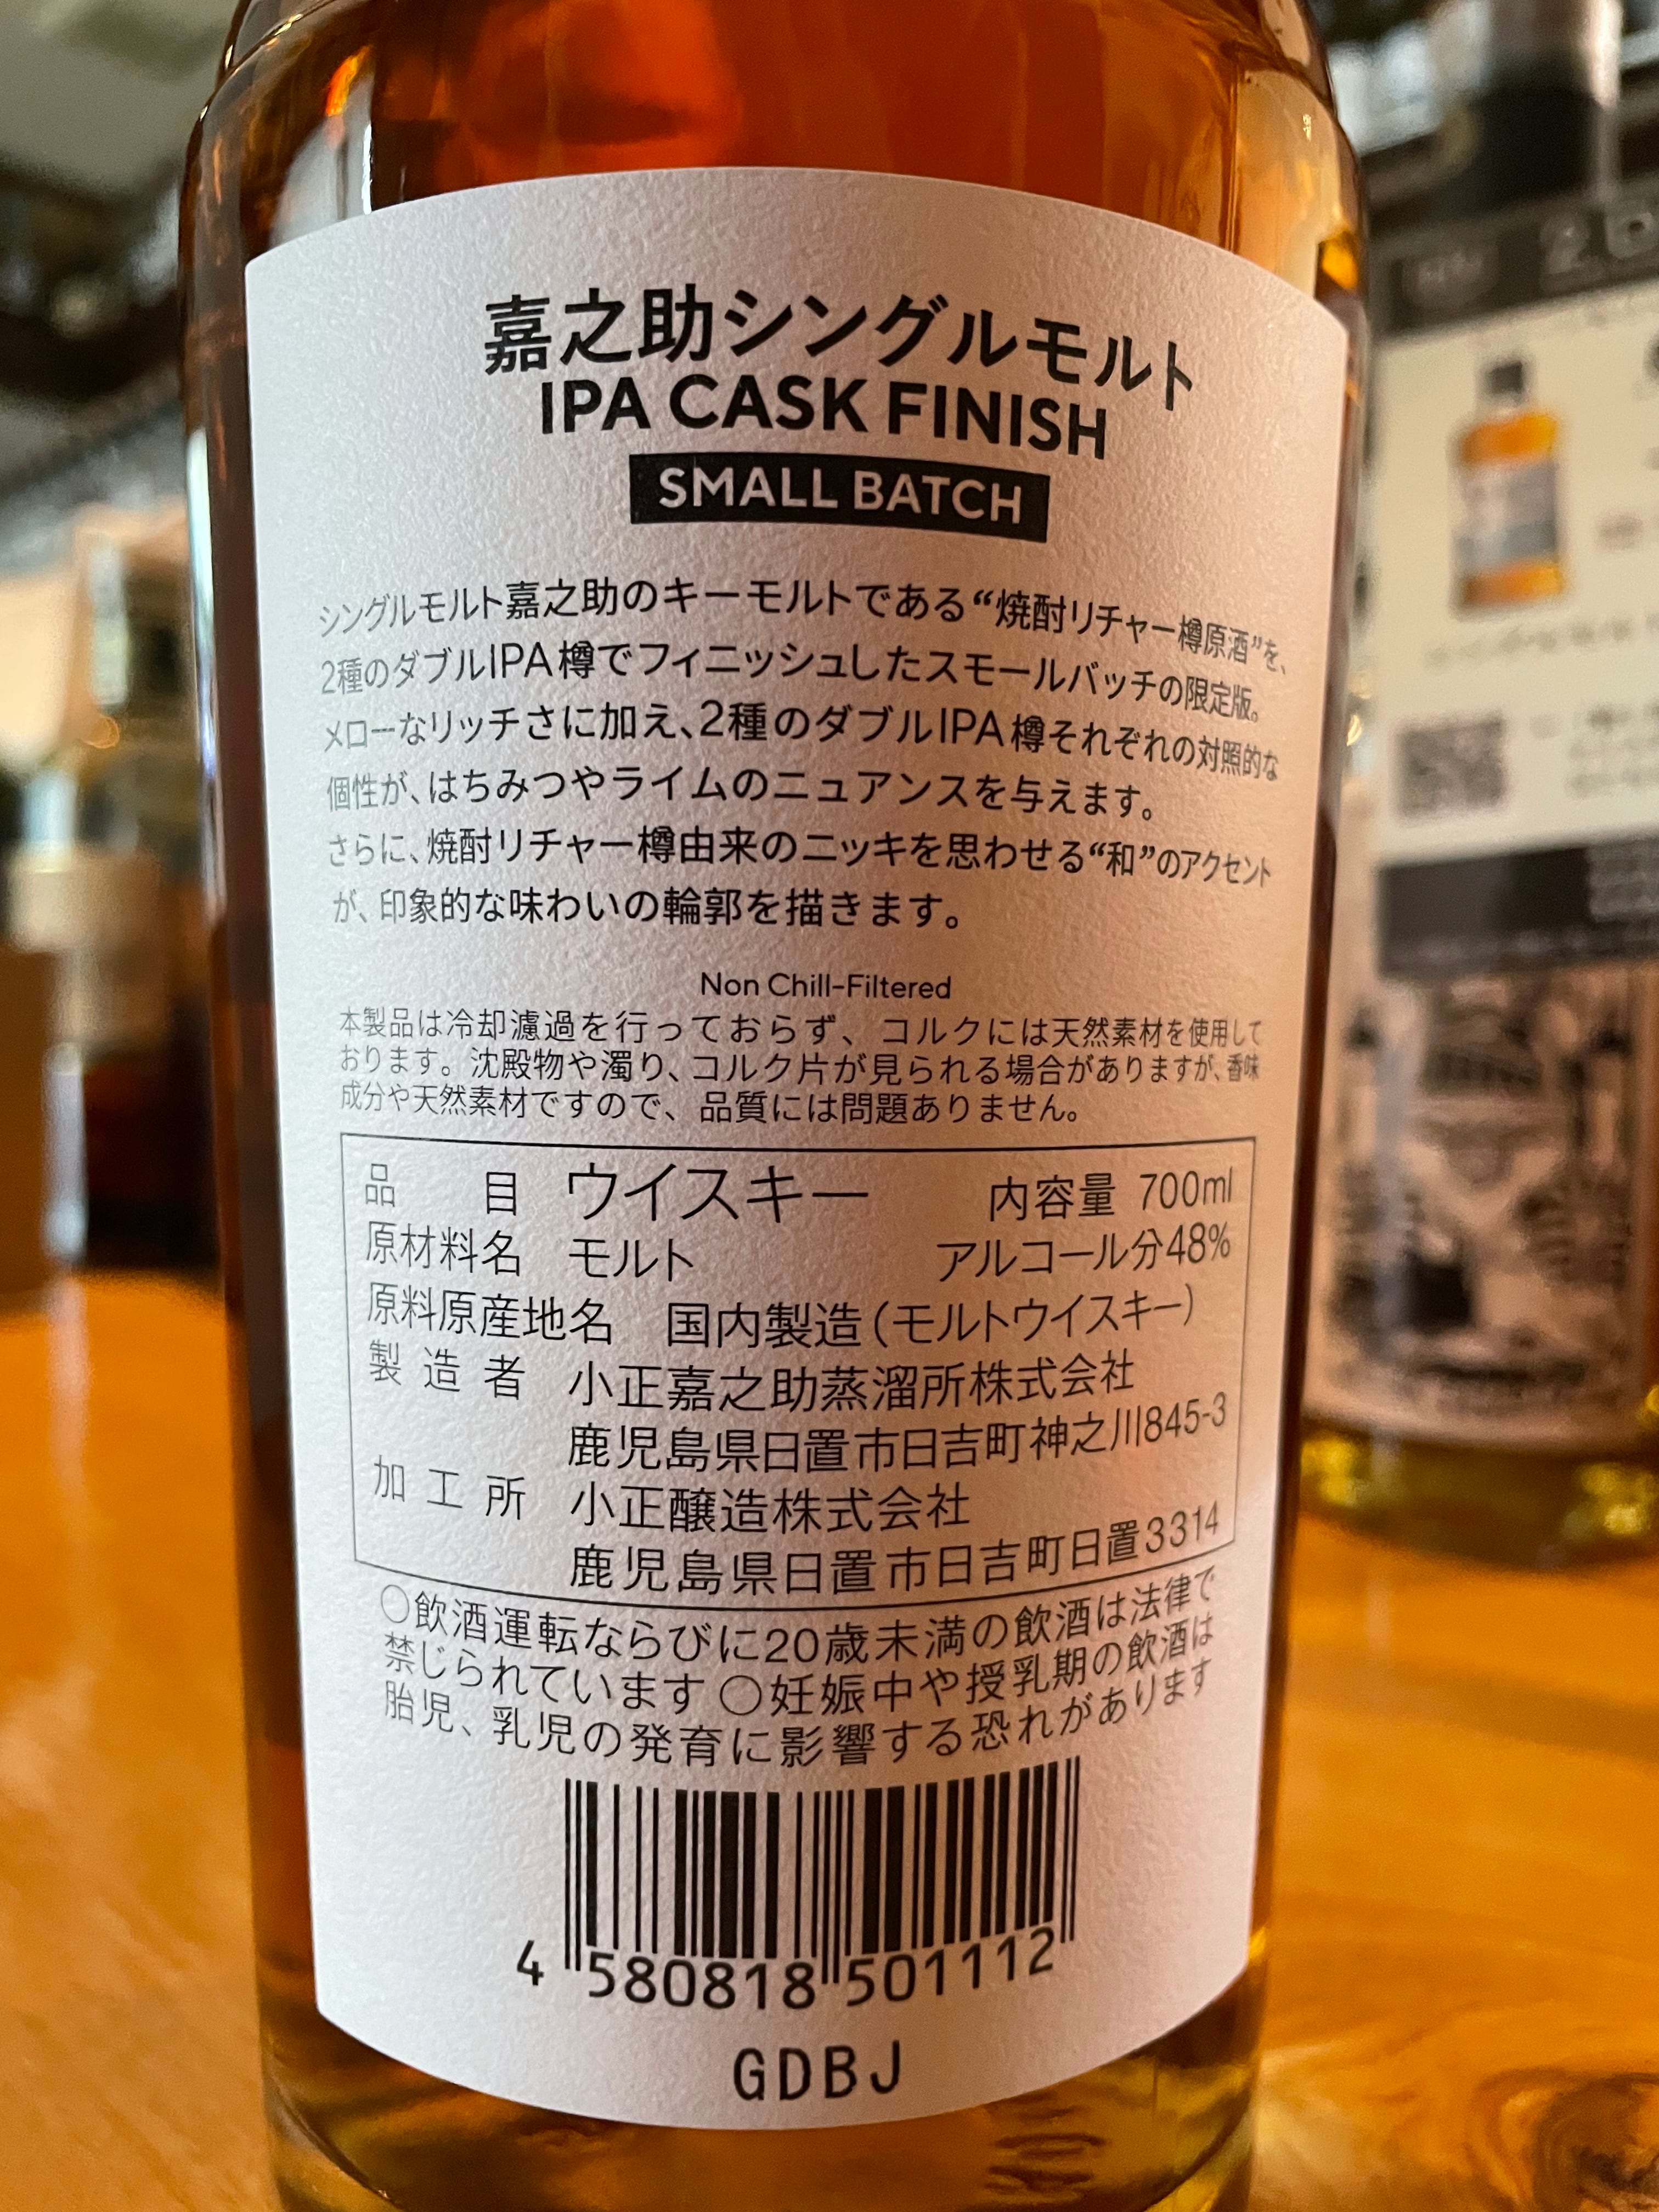 嘉之助シングルモルト
IPA CASK FINISH
SMALL BATCH
シングルモルト嘉之助のキーモルトである“焼酎リチャー樽原酒”を、
2種のダブルIPA樽でフィニッシュしたスモールバッチの限定版。
メローなリッチさに加え、2種のダブルIPA樽それぞれの対照的な
個性が、はちみつやライムのニュアンスを与えます。
さらに、焼酎リチャー樽由来のニッキを思わせる“和”のアクセント
が、印象的な味わいの輪郭を描きます。
Non Chill-Filtered
本製品は冷却濾過を行っておらず、コルクには天然素材を使用して
おります。沈殿物や濁り、コルク片が見られる場合がありますが、香味
成分や天然素材ですので、品質には問題ありません。
品目 ウイスキー 内容量 700ml
原材料名 モルト アルコール分48%
原料原産地名 国内製造(モルトウイスキー)
製造者 小正嘉之助蒸溜所株式会社
鹿児島県日置市日吉町神之川845-3
加工所 小正醸造株式会社
鹿児島県日置市日吉町日置3314
○飲酒運転ならびに20歳未満の飲酒は法律で
禁じられています ○妊娠中や授乳期の飲酒は
胎児、乳児の発育に影響する恐れがあります
4 580818 501112
GDBJ